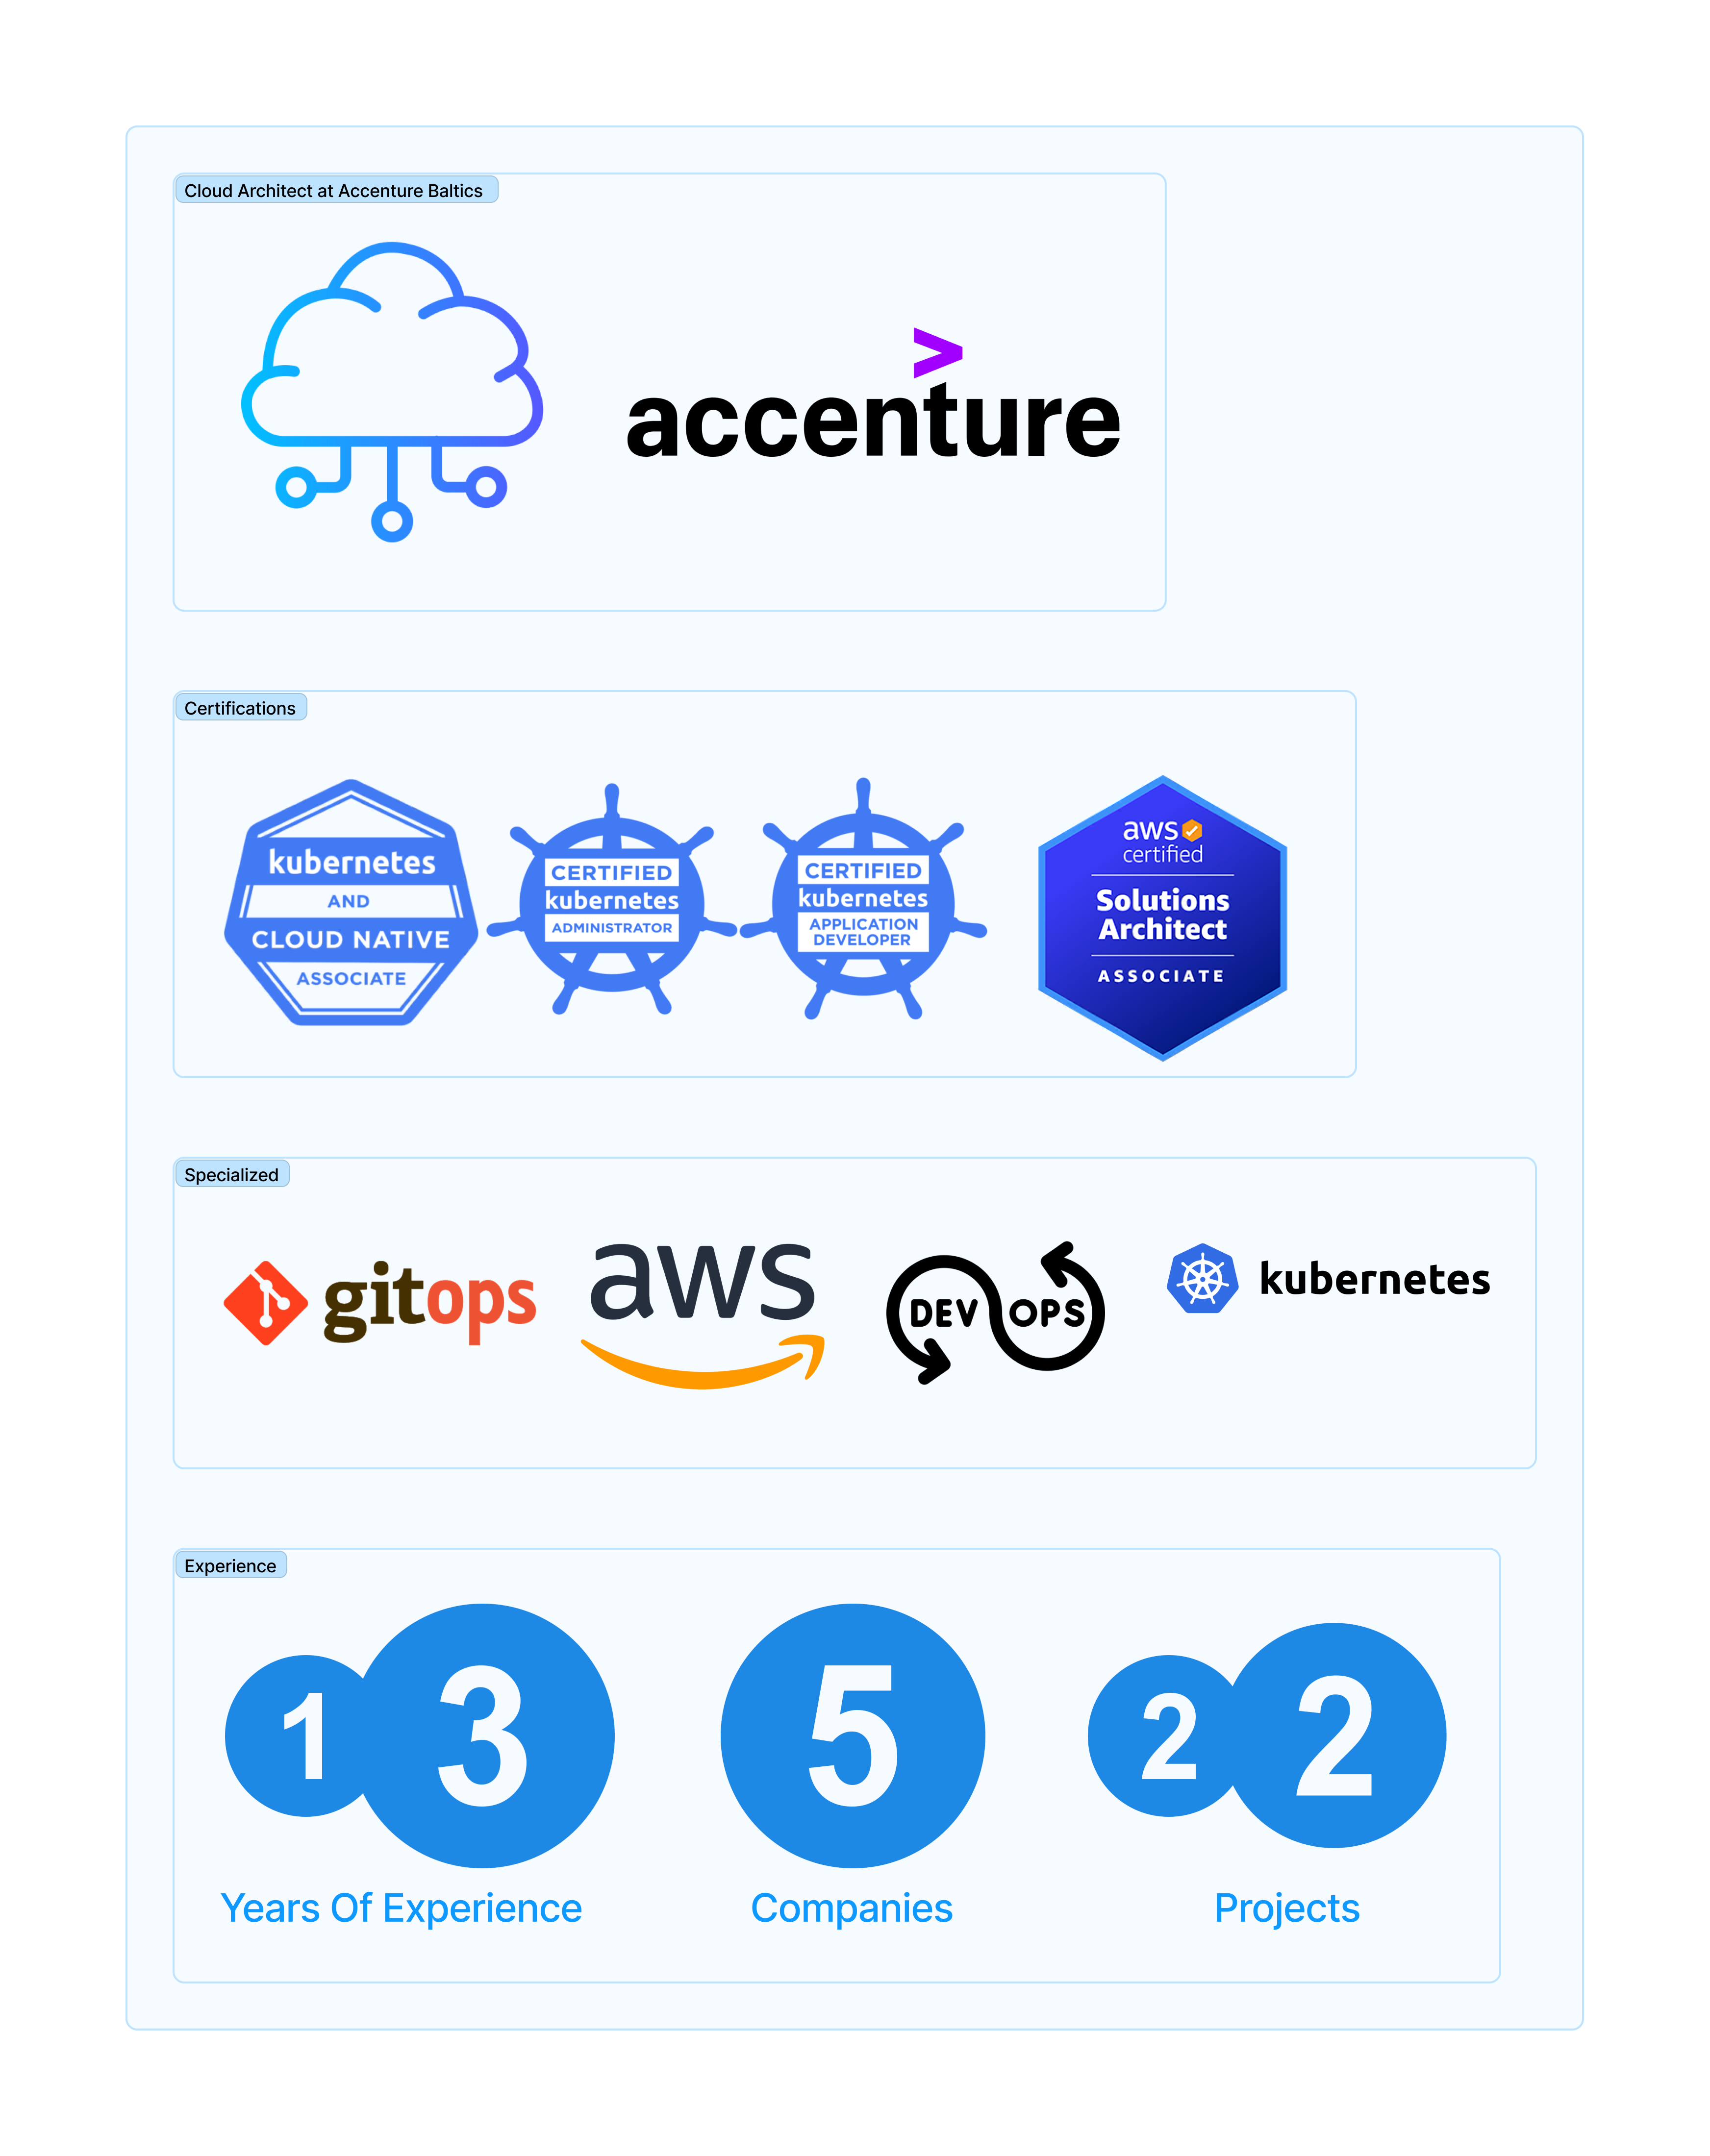 Cloud Architect at Accenture Baltics
>
accenture
Certifications
kubernetes
AND
CLOUD NATIVE
ASSOCIATE
CERTIFIED
kubernetes
ADMINISTRATOR
CERTIFIED
kubernetes
APPLICATION
DEVELOPER
aws
certified
Solutions
Architect
ASSOCIATE
Specialized
gitops
aws
DEV OPS
kubernetes
Experience
13
Years Of Experience
5
Companies
22
Projects